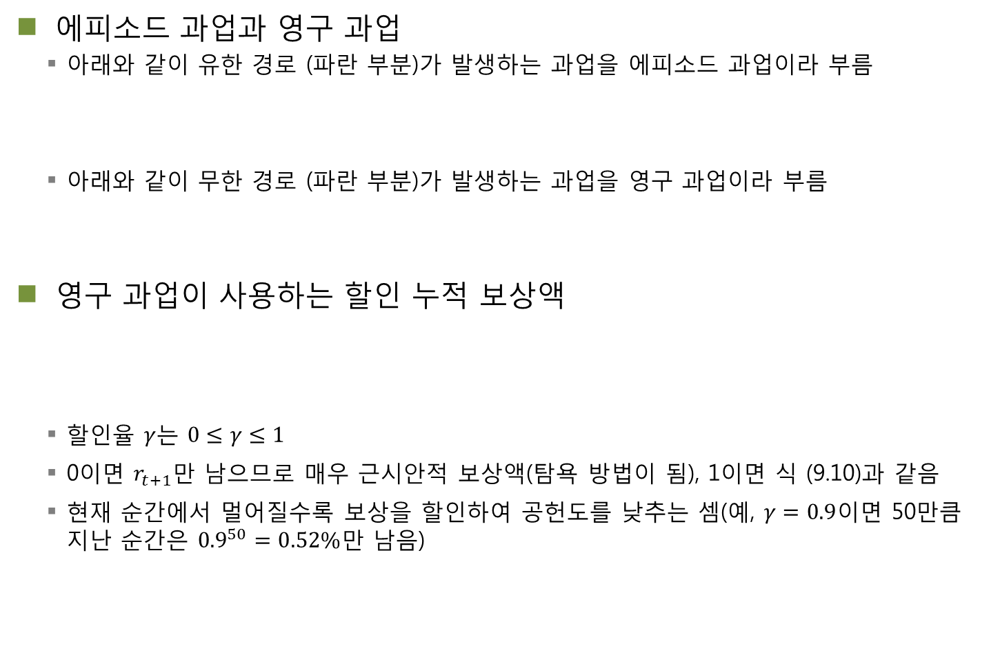 에피소드 과업과 영구 과업
아래와 같이 유한 경로 (파란 부분)가 발생하는 과업을 에피소드 과업이라 부름
아래와 같이 무한 경로 (파란 부분)가 발생하는 과업을 영구 과업이라 부름
영구 과업이 사용하는 할인 누적 보상액
할인율 γ는 0 ≤ γ ≤ 1
0이면 r_{t+1}만 남으므로 매우 근시안적 보상액(탐욕 방법이 됨), 1이면 식 (9.10)과 같음
현재 순간에서 멀어질수록 보상을 할인하여 공헌도를 낮추는 셈(예, γ = 0.9이면 50만큼
지난 순간은 0.9^{50} = 0.52%만 남음)